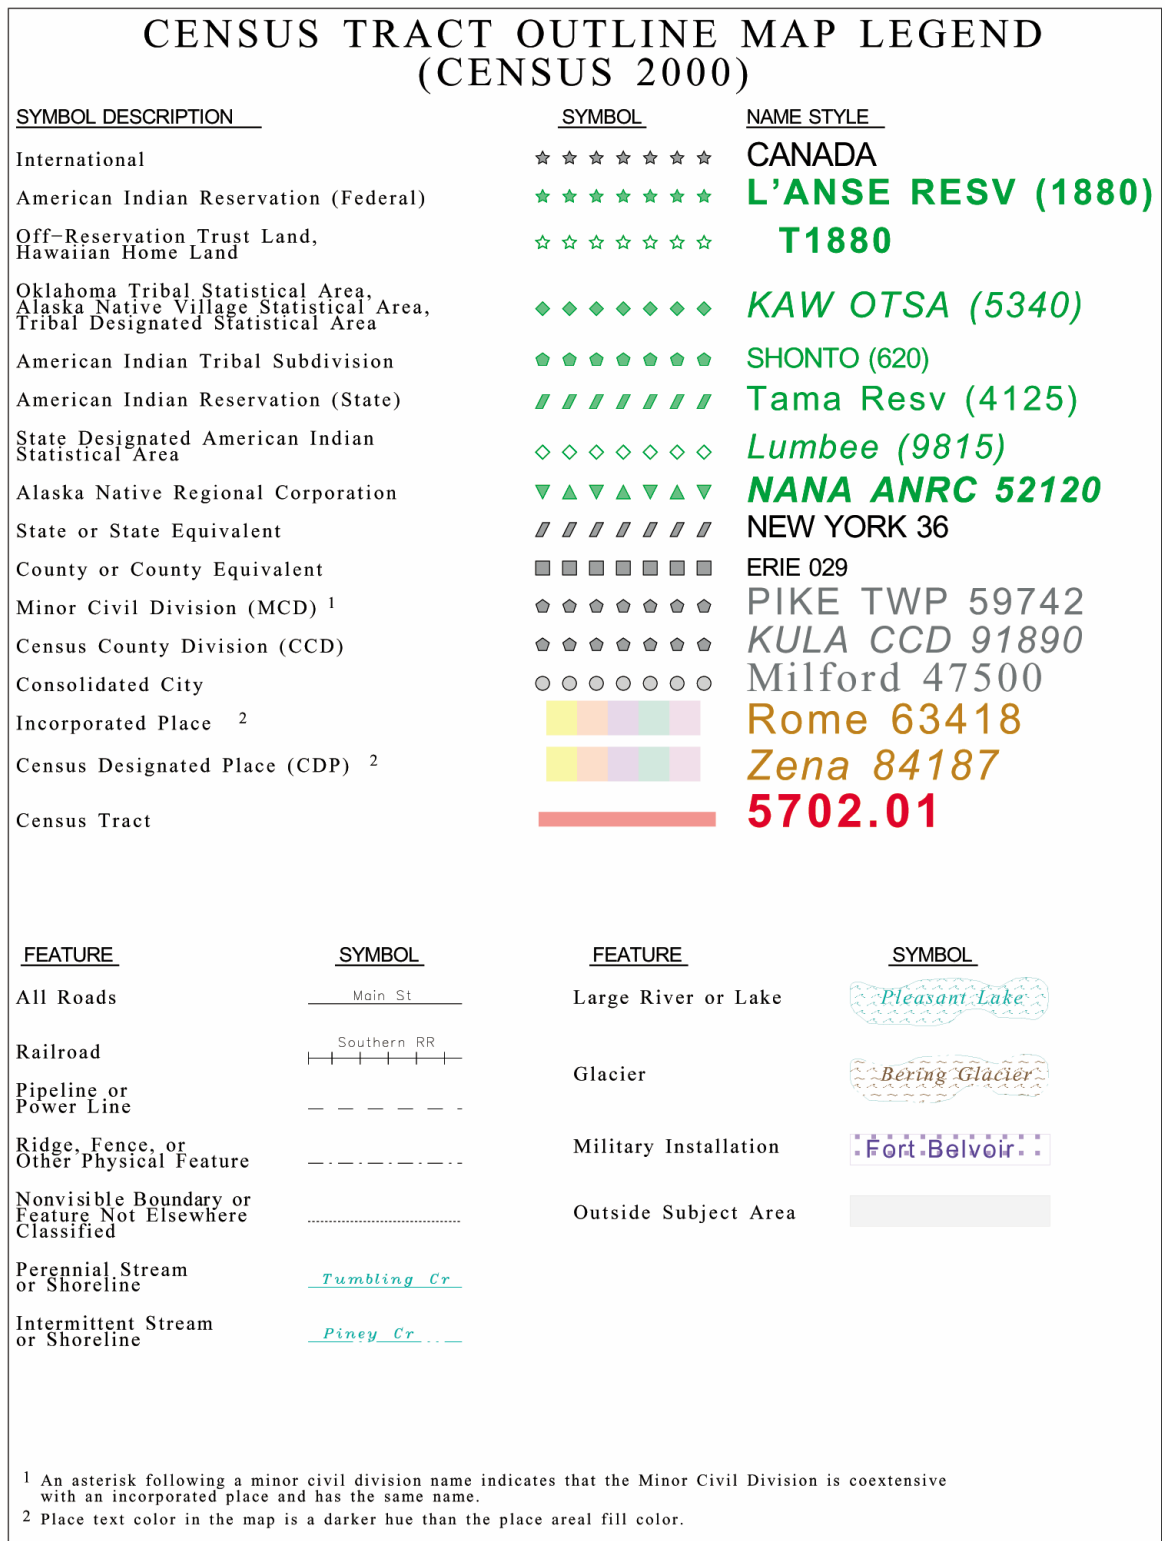 CENSUS TRACT OUTLINE MAP LEGEND
(CENSUS 2000)
SYMBOL DESCRIPTION SYMBOL NAME STYLE
International CANADA
American Indian Reservation (Federal) L'ANSE RESV (1880)
Off-Reservation Trust Land,
Hawaiian Home Land T1880
Oklahoma Tribal Statistical Area,
Alaska Native Village Statistical Area,
Tribal Designated Statistical Area KAW OTSA (5340)
American Indian Tribal Subdivision SHONTO (620)
American Indian Reservation (State) Tama Resv (4125)
State Designated American Indian
Statistical Area Lumbee (9815)
Alaska Native Regional Corporation NANA ANRC 52120
State or State Equivalent NEW YORK 36
County or County Equivalent ERIE 029
Minor Civil Division (MCD) 1 PIKE TWP 59742
Census County Division (CCD) KULA CCD 91890
Consolidated City Milford 47500
Incorporated Place 2 Rome 63418
Census Designated Place (CDP) 2 Zena 84187
Census Tract 5702.01
FEATURE SYMBOL
All Roads Main St
Railroad Southern RR
Pipeline or
Power Line
Ridge, Fence, or
Other Physical Feature
Nonvisible Boundary or
Feature Not Elsewhere
Classified
Perennial Stream
or Shoreline Tumbling Cr
Intermittent Stream
or Shoreline Piney Cr
FEATURE SYMBOL
Large River or Lake Pleasant Lake
Glacier Bering Glacier
Military Installation Fort Belvoir
Outside Subject Area
1 An asterisk following a minor civil division name indicates that the Minor Civil Division is coextensive
with an incorporated place and has the same name.
2 Place text color in the map is a darker hue than the place areal fill color.